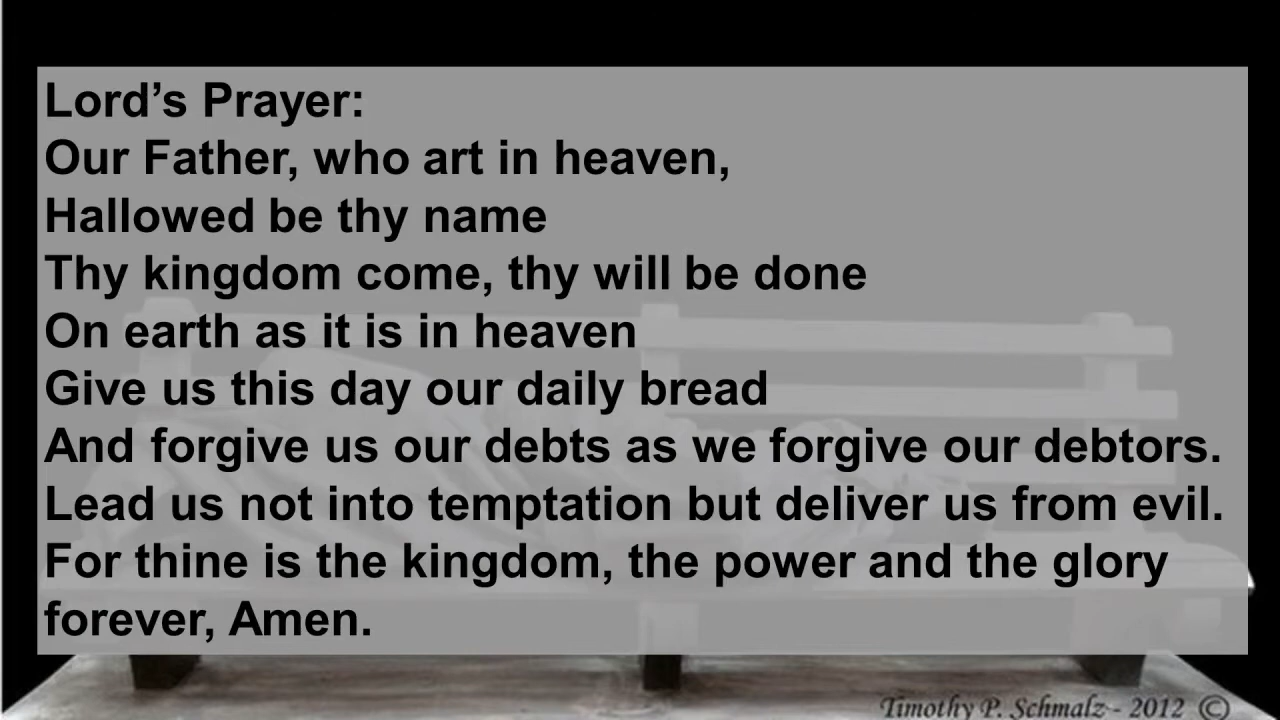 Lord’s Prayer:
Our Father, who art in heaven,
Hallowed be thy name
Thy kingdom come, thy will be done
On earth as it is in heaven
Give us this day our daily bread
And forgive us our debts as we forgive our debtors.
Lead us not into temptation but deliver us from evil.
For thine is the kingdom, the power and the glory
forever, Amen.
Timothy P. Schmalz - 2012 ©